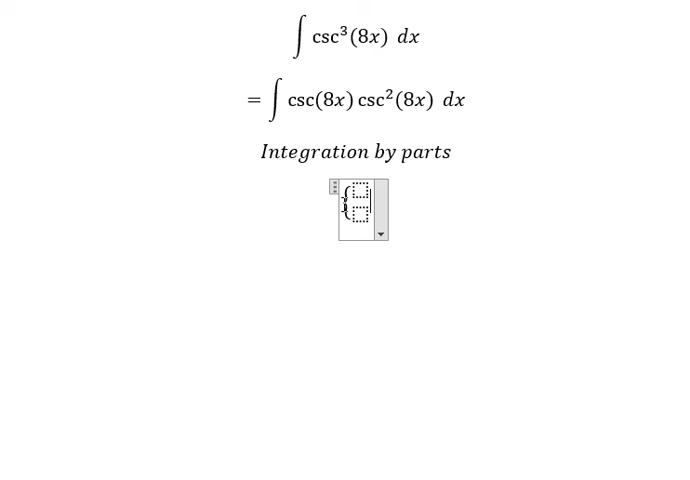 ∫ csc³(8x) dx
= ∫ csc(8x) csc²(8x) dx
Integration by parts